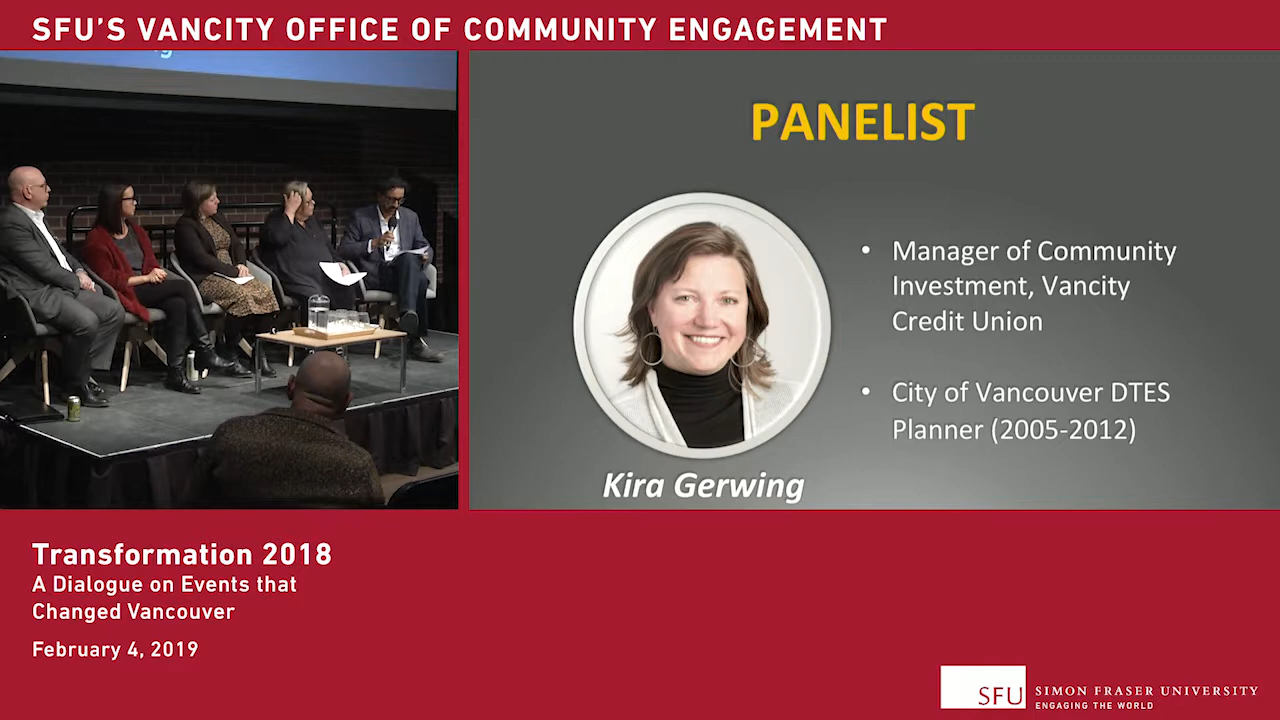 SFU'S VANCITY OFFICE OF COMMUNITY ENGAGEMENT
PANELIST
• Manager of Community
Investment, Vancity
Credit Union
• City of Vancouver DTES
Planner (2005-2012)
Kira Gerwing
Transformation 2018
A Dialogue on Events that
Changed Vancouver
February 4, 2019
SFU
SIMON FRASER UNIVERSITY
ENGAGING THE WORLD